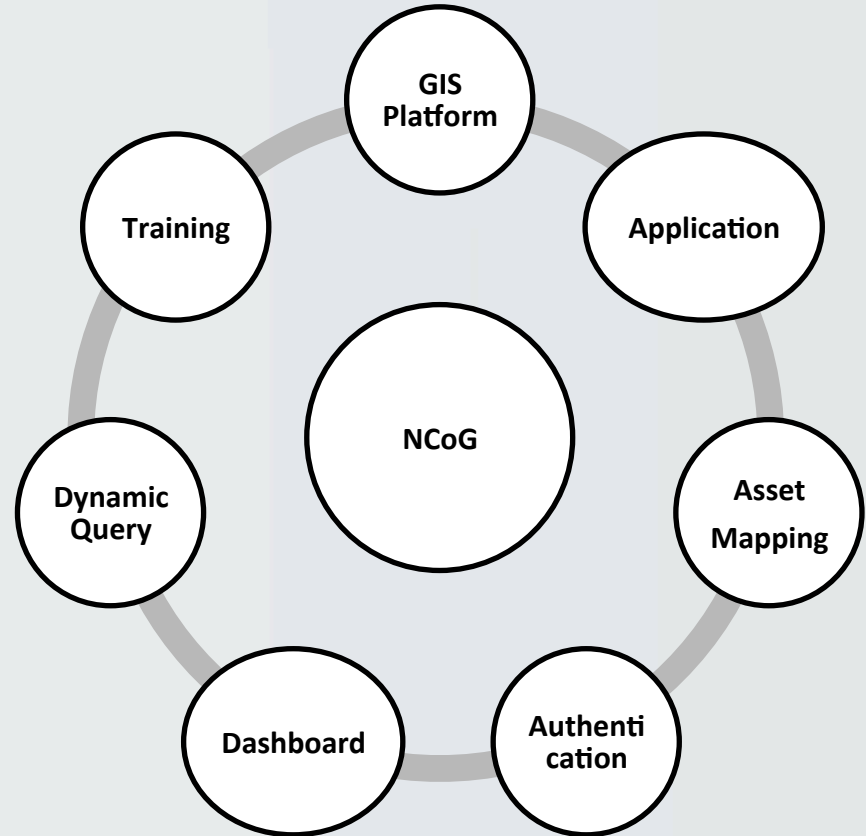 GIS
Platform
Application
Asset
Mapping
Authenti
cation
Dashboard
Dynamic
Query
Training
NCoG